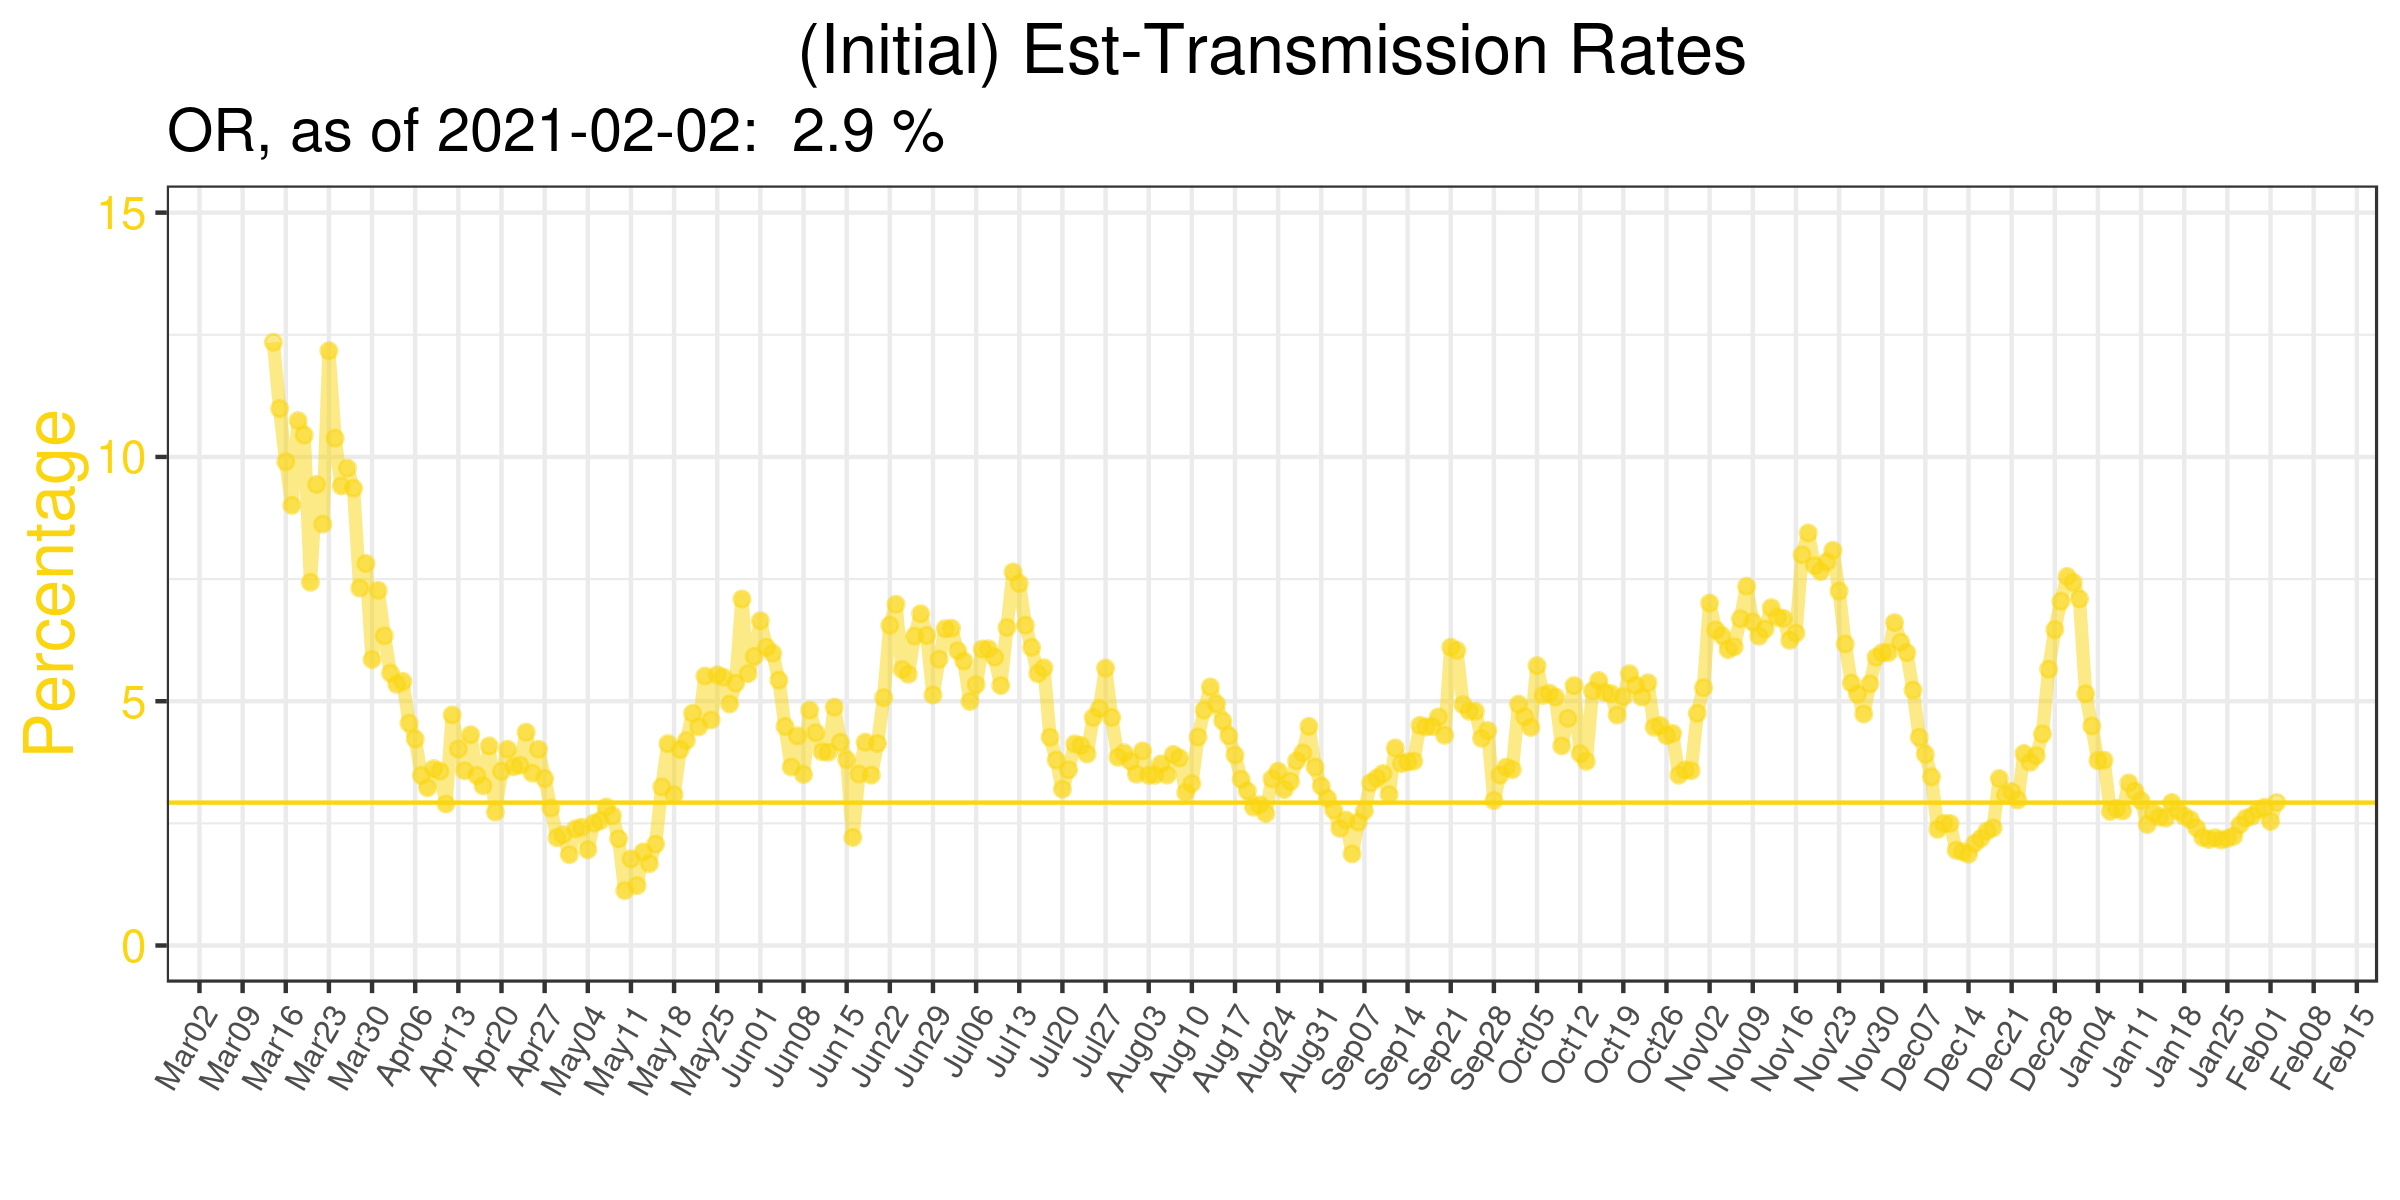 (Initial) Est-Transmission Rates
OR, as of 2021-02-02:  2.9 %
Percentage
15
10
5
0
Mar02
Mar09
Mar16
Mar23
Mar30
Apr06
Apr13
Apr20
Apr27
May04
May11
May18
May25
Jun01
Jun08
Jun15
Jun22
Jun29
Jul06
Jul13
Jul20
Jul27
Aug03
Aug10
Aug17
Aug24
Aug31
Sep07
Sep14
Sep21
Sep28
Oct05
Oct12
Oct19
Oct26
Nov02
Nov09
Nov16
Nov23
Nov30
Dec07
Dec14
Dec21
Dec28
Jan04
Jan11
Jan18
Jan25
Feb01
Feb08
Feb15